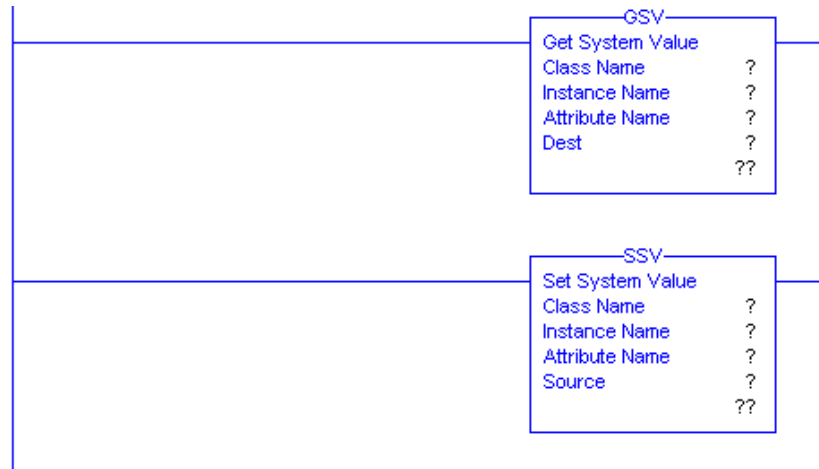 GSV
Get System Value
Class Name ?
Instance Name ?
Attribute Name ?
Dest ?
??
SSV
Set System Value
Class Name ?
Instance Name ?
Attribute Name ?
Source ?
??